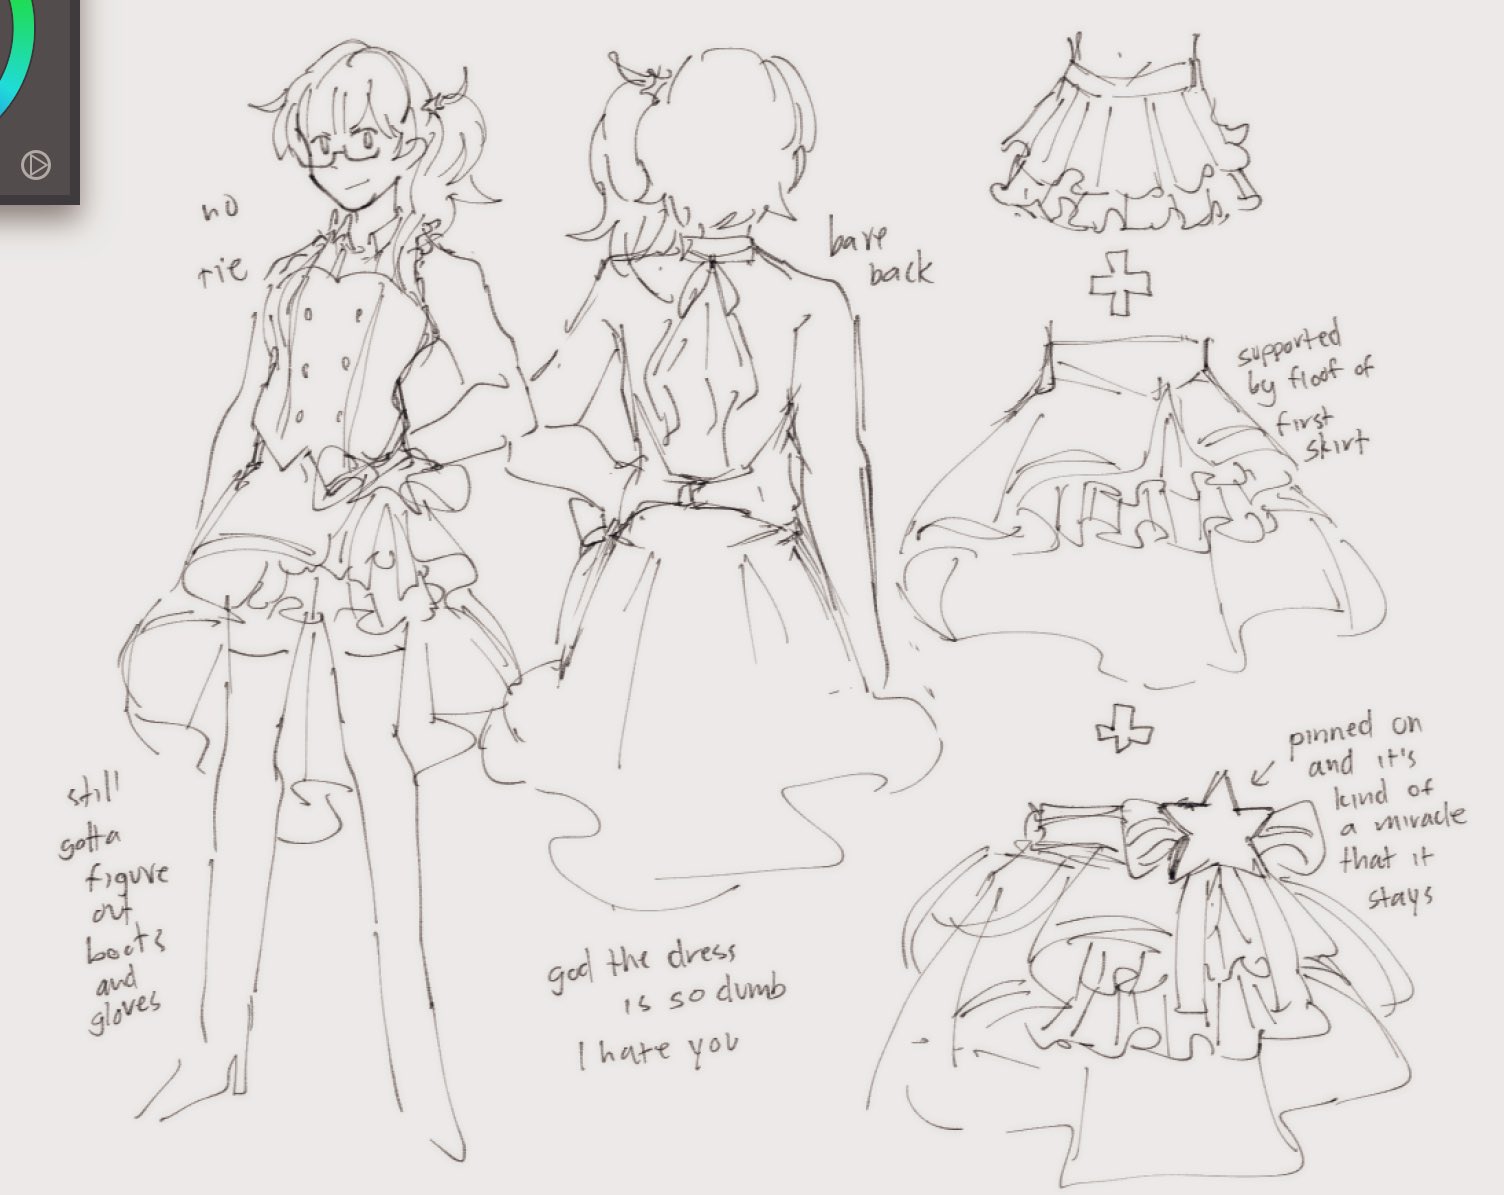 no
tie
bare
back
supported
by floof of
first
skirt
pinned on
and it's
kind of
a miracle
that it
stays
still
gotta
figure
out
boots
and
gloves
god the dress
is so dumb
I hate you